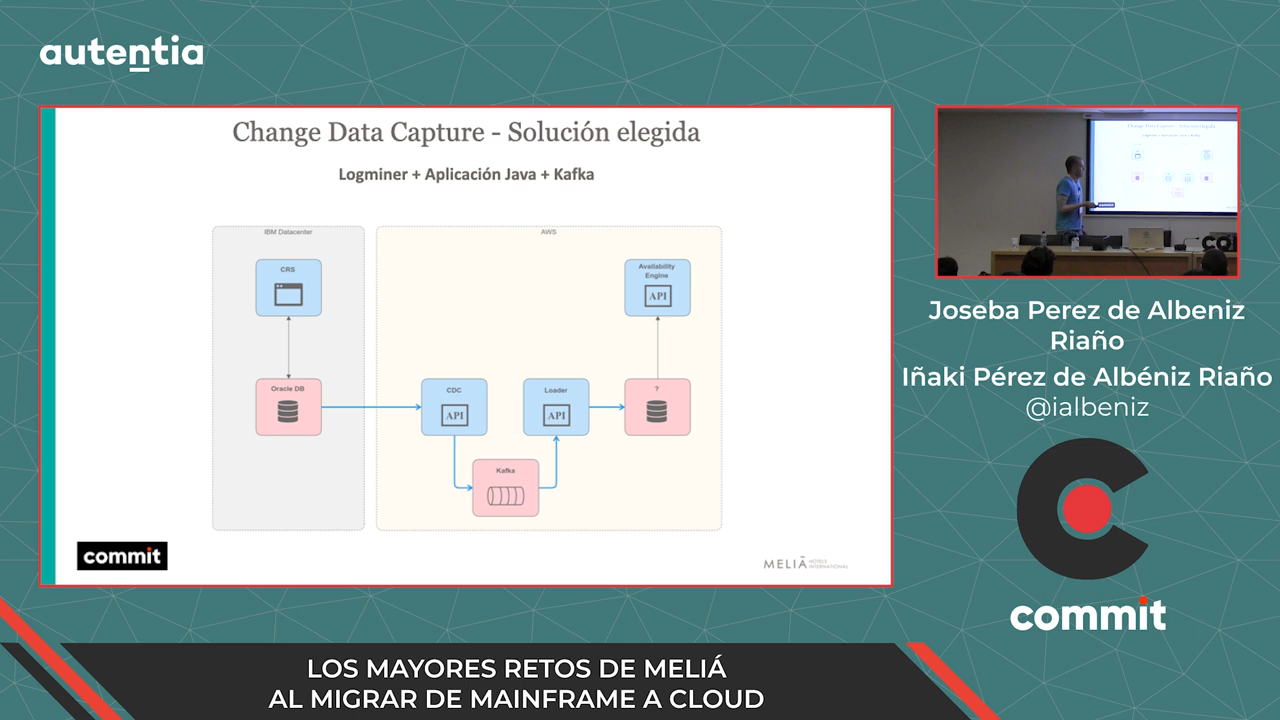 autentia
Change Data Capture - Solución elegida
Logminer + Aplicación Java + Kafka
IBM Datacenter
AWS
CRS
Availability
Engine
API
Oracle DB
CDC
API
Loader
API
?
Kafka
commit
MELIÃ HOTELS
INTERNATIONAL
Joseba Perez de Albeniz
Riaño
Iñaki Pérez de Albéniz Riaño
@ialbeniz
commit
LOS MAYORES RETOS DE MELIÁ
AL MIGRAR DE MAINFRAME A CLOUD